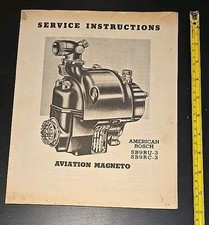 SERVICE INSTRUCTIONS
AMERICAN
BOSCH
SB9RU-3
SB9RC-3
AVIATION MAGNETO